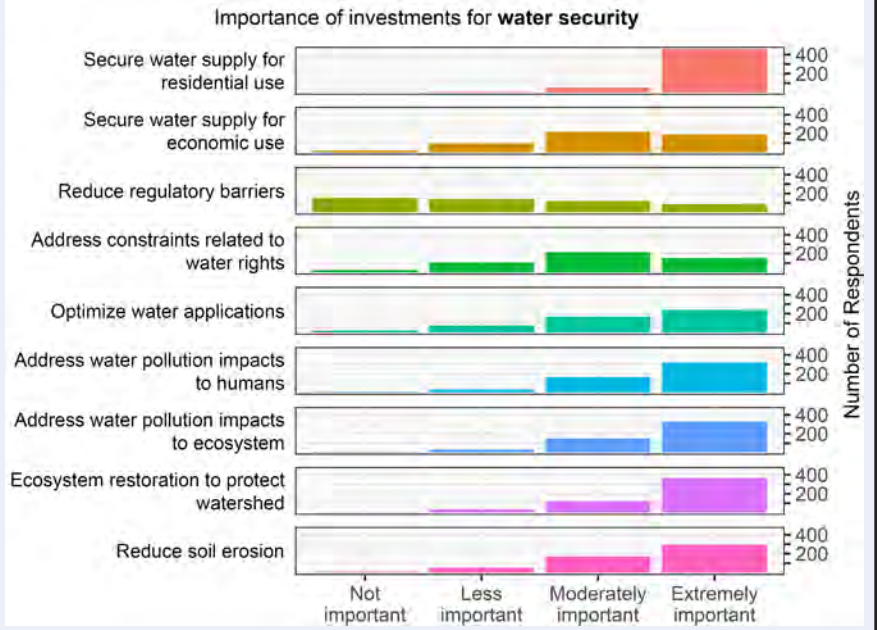 Importance of investments for water security
Secure water supply for
residential use
400
200
Secure water supply for
economic use
400
200
Reduce regulatory barriers
400
200
Address constraints related to
water rights
400
200
Optimize water applications
400
200
Address water pollution impacts
to humans
400
200
Address water pollution impacts
to ecosystem
400
200
Ecosystem restoration to protect
watershed
400
200
Reduce soil erosion
400
200
Number of Respondents
Not
important
Less
important
Moderately
important
Extremely
important